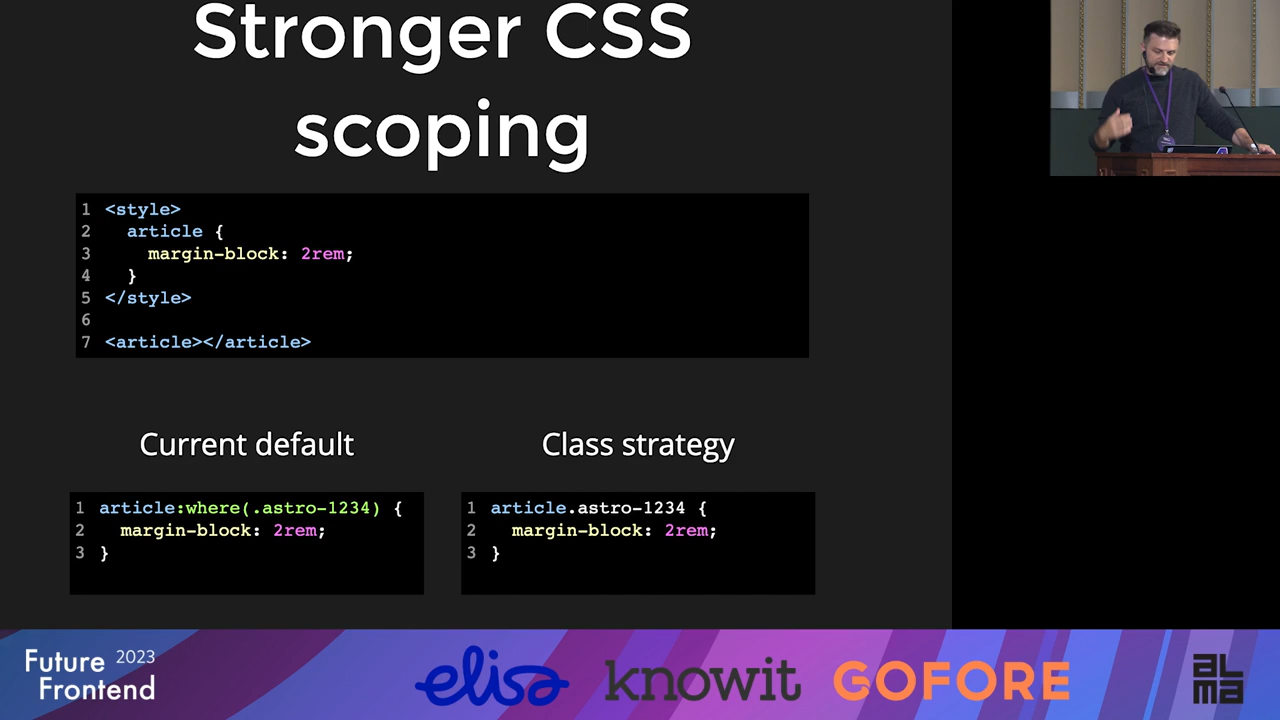 Stronger CSS
scoping
1 <style>
2   article {
3     margin-block: 2rem;
4   }
5 </style>
6
7 <article></article>
Current default
1 article:where(.astro-1234) {
2   margin-block: 2rem;
3 }
Class strategy
1 article.astro-1234 {
2   margin-block: 2rem;
3 }
Future 2023
Frontend
elisa
knowit
GOFORE
aL
ma